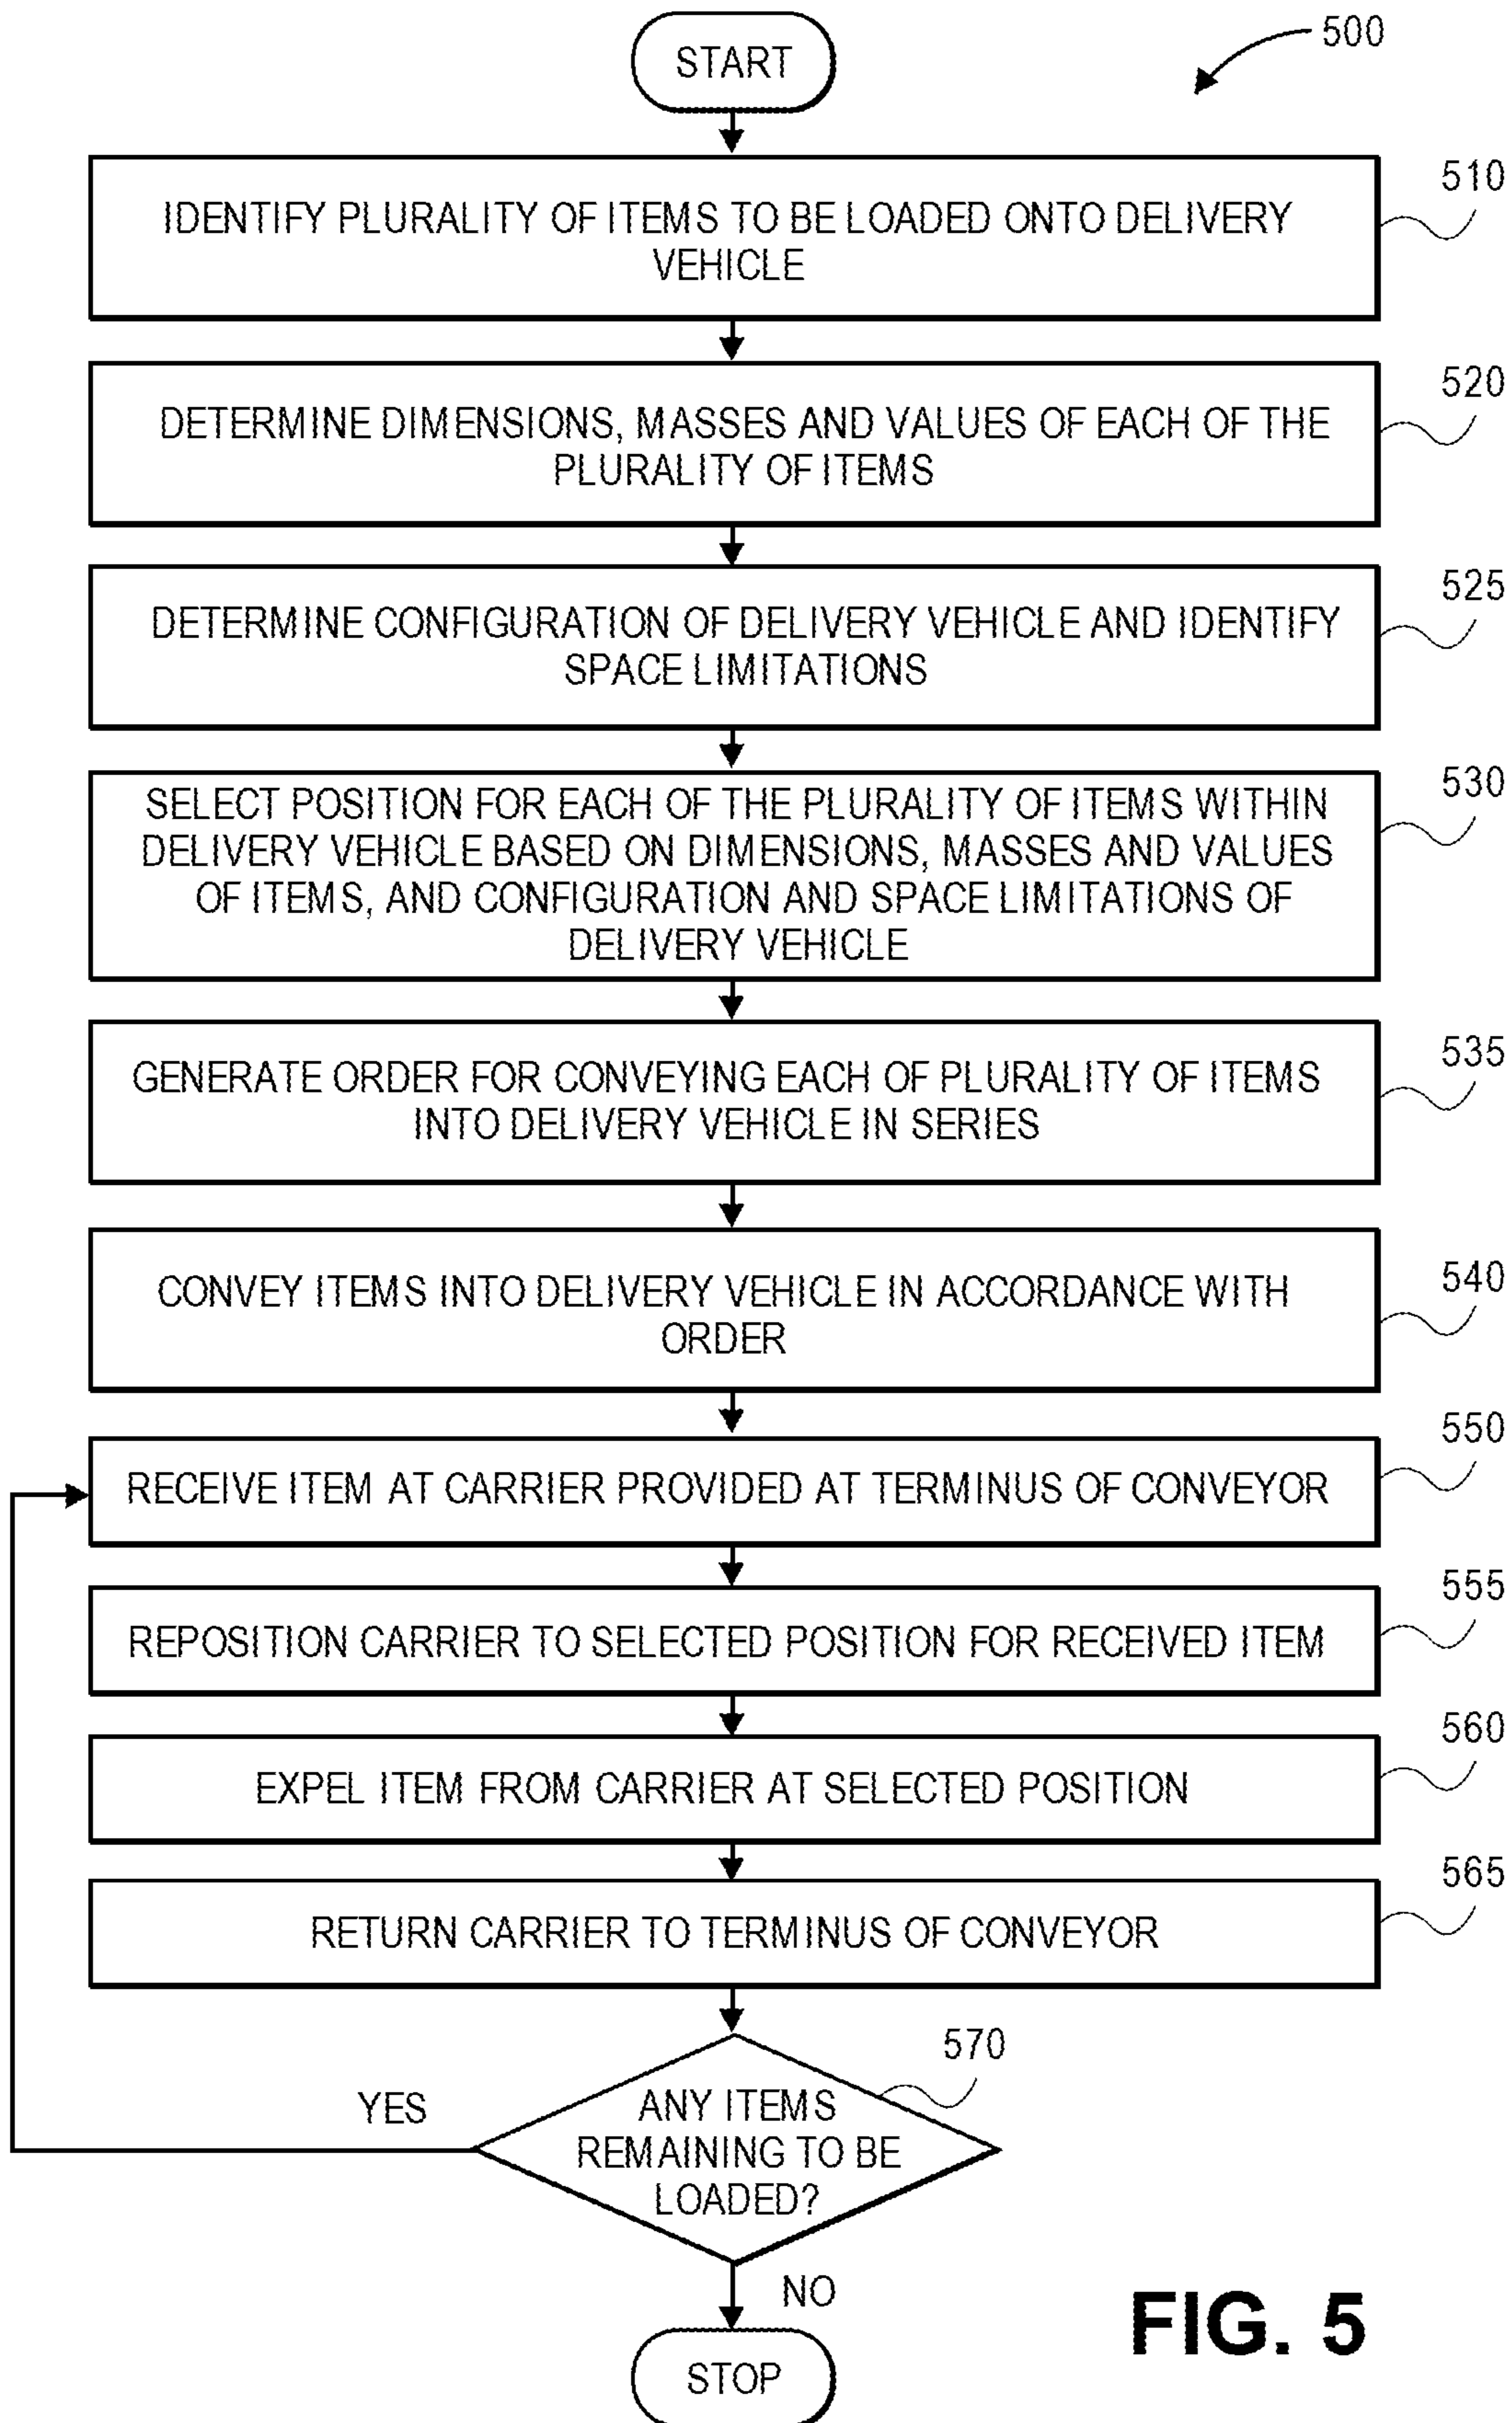 START
500
IDENTIFY PLURALITY OF ITEMS TO BE LOADED ONTO DELIVERY
VEHICLE
510
DETERMINE DIMENSIONS, MASSES AND VALUES OF EACH OF THE
PLURALITY OF ITEMS
520
DETERMINE CONFIGURATION OF DELIVERY VEHICLE AND IDENTIFY
SPACE LIMITATIONS
525
SELECT POSITION FOR EACH OF THE PLURALITY OF ITEMS WITHIN
DELIVERY VEHICLE BASED ON DIMENSIONS, MASSES AND VALUES
OF ITEMS, AND CONFIGURATION AND SPACE LIMITATIONS OF
DELIVERY VEHICLE
530
GENERATE ORDER FOR CONVEYING EACH OF PLURALITY OF ITEMS
INTO DELIVERY VEHICLE IN SERIES
535
CONVEY ITEMS INTO DELIVERY VEHICLE IN ACCORDANCE WITH
ORDER
540
RECEIVE ITEM AT CARRIER PROVIDED AT TERMINUS OF CONVEYOR
550
REPOSITION CARRIER TO SELECTED POSITION FOR RECEIVED ITEM
555
EXPEL ITEM FROM CARRIER AT SELECTED POSITION
560
RETURN CARRIER TO TERMINUS OF CONVEYOR
565
570
YES
ANY ITEMS
REMAINING TO BE
LOADED?
NO
STOP
FIG. 5